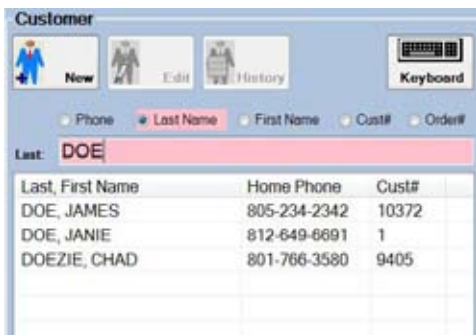 Customer
New Edit History Keyboard
Phone Last Name First Name Cust# Order#
Last: DOE
Last, First Name Home Phone Cust#
DOE, JAMES 805-234-2342 10372
DOE, JANIE 812-649-6691 1
DOEZIE, CHAD 801-766-3580 9405